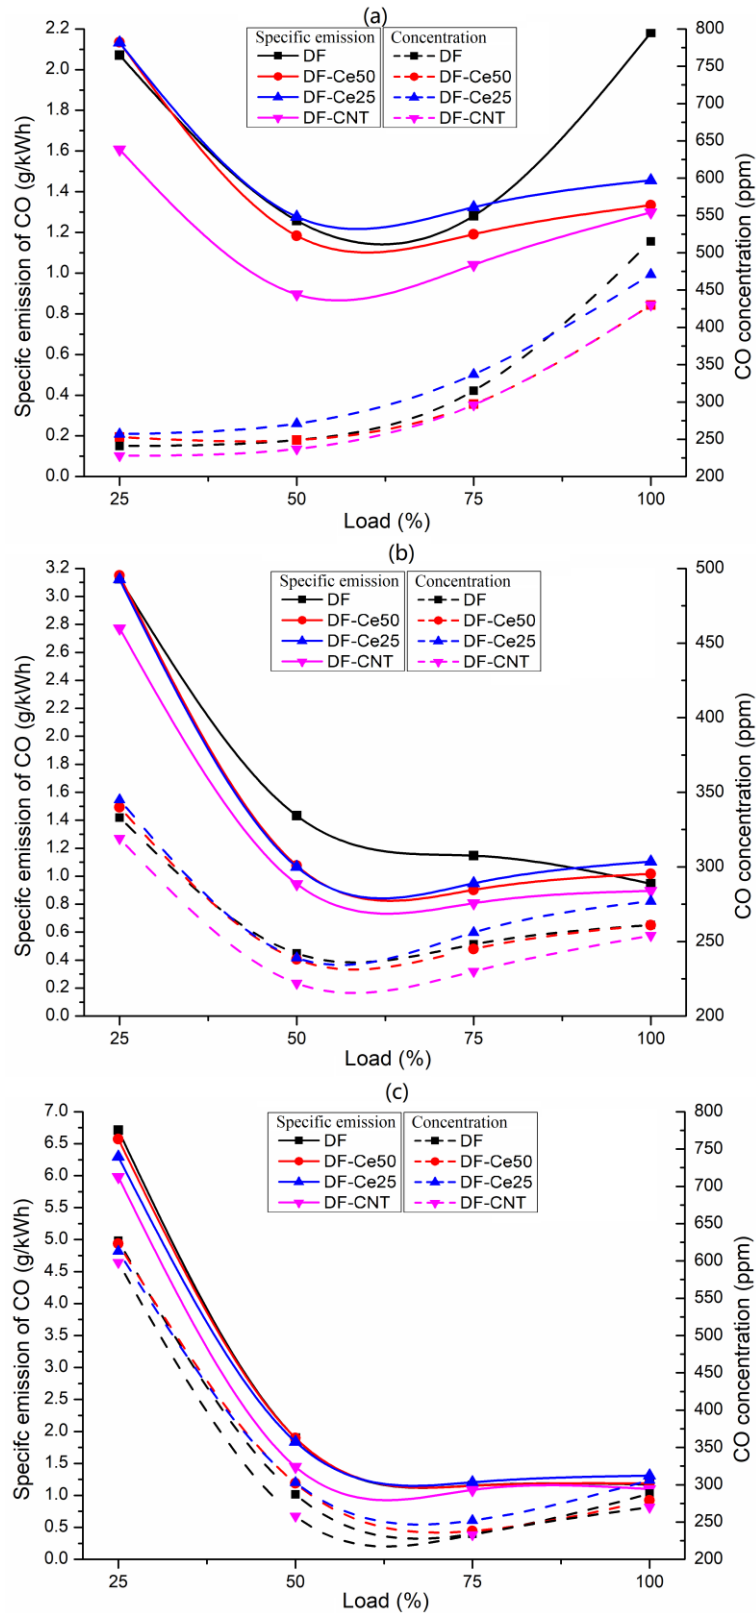 (a)
Specific emission Concentration
DF DF
DF-Ce50 DF-Ce50
DF-Ce25 DF-Ce25
DF-CNT DF-CNT
2.2
2.0
1.8
1.6
1.4
1.2
1.0
0.8
0.6
0.4
0.2
0.0
Specifc emission of CO (g/kWh)
800
750
700
650
600
550
500
450
400
350
300
250
200
CO concentration (ppm)
25 50 75 100
Load (%)
(b)
Specific emission Concentration
DF DF
DF-Ce50 DF-Ce50
DF-Ce25 DF-Ce25
DF-CNT DF-CNT
3.2
3.0
2.8
2.6
2.4
2.2
2.0
1.8
1.6
1.4
1.2
1.0
0.8
0.6
0.4
0.2
0.0
Specifc emission of CO (g/kWh)
500
450
400
350
300
250
200
CO concentration (ppm)
25 50 75 100
Load (%)
(c)
Specific emission Concentration
DF DF
DF-Ce50 DF-Ce50
DF-Ce25 DF-Ce25
DF-CNT DF-CNT
7.0
6.5
6.0
5.5
5.0
4.5
4.0
3.5
3.0
2.5
2.0
1.5
1.0
0.5
0.0
Specifc emission of CO (g/kWh)
800
750
700
650
600
550
500
450
400
350
300
250
200
CO concentration (ppm)
25 50 75 100
Load (%)